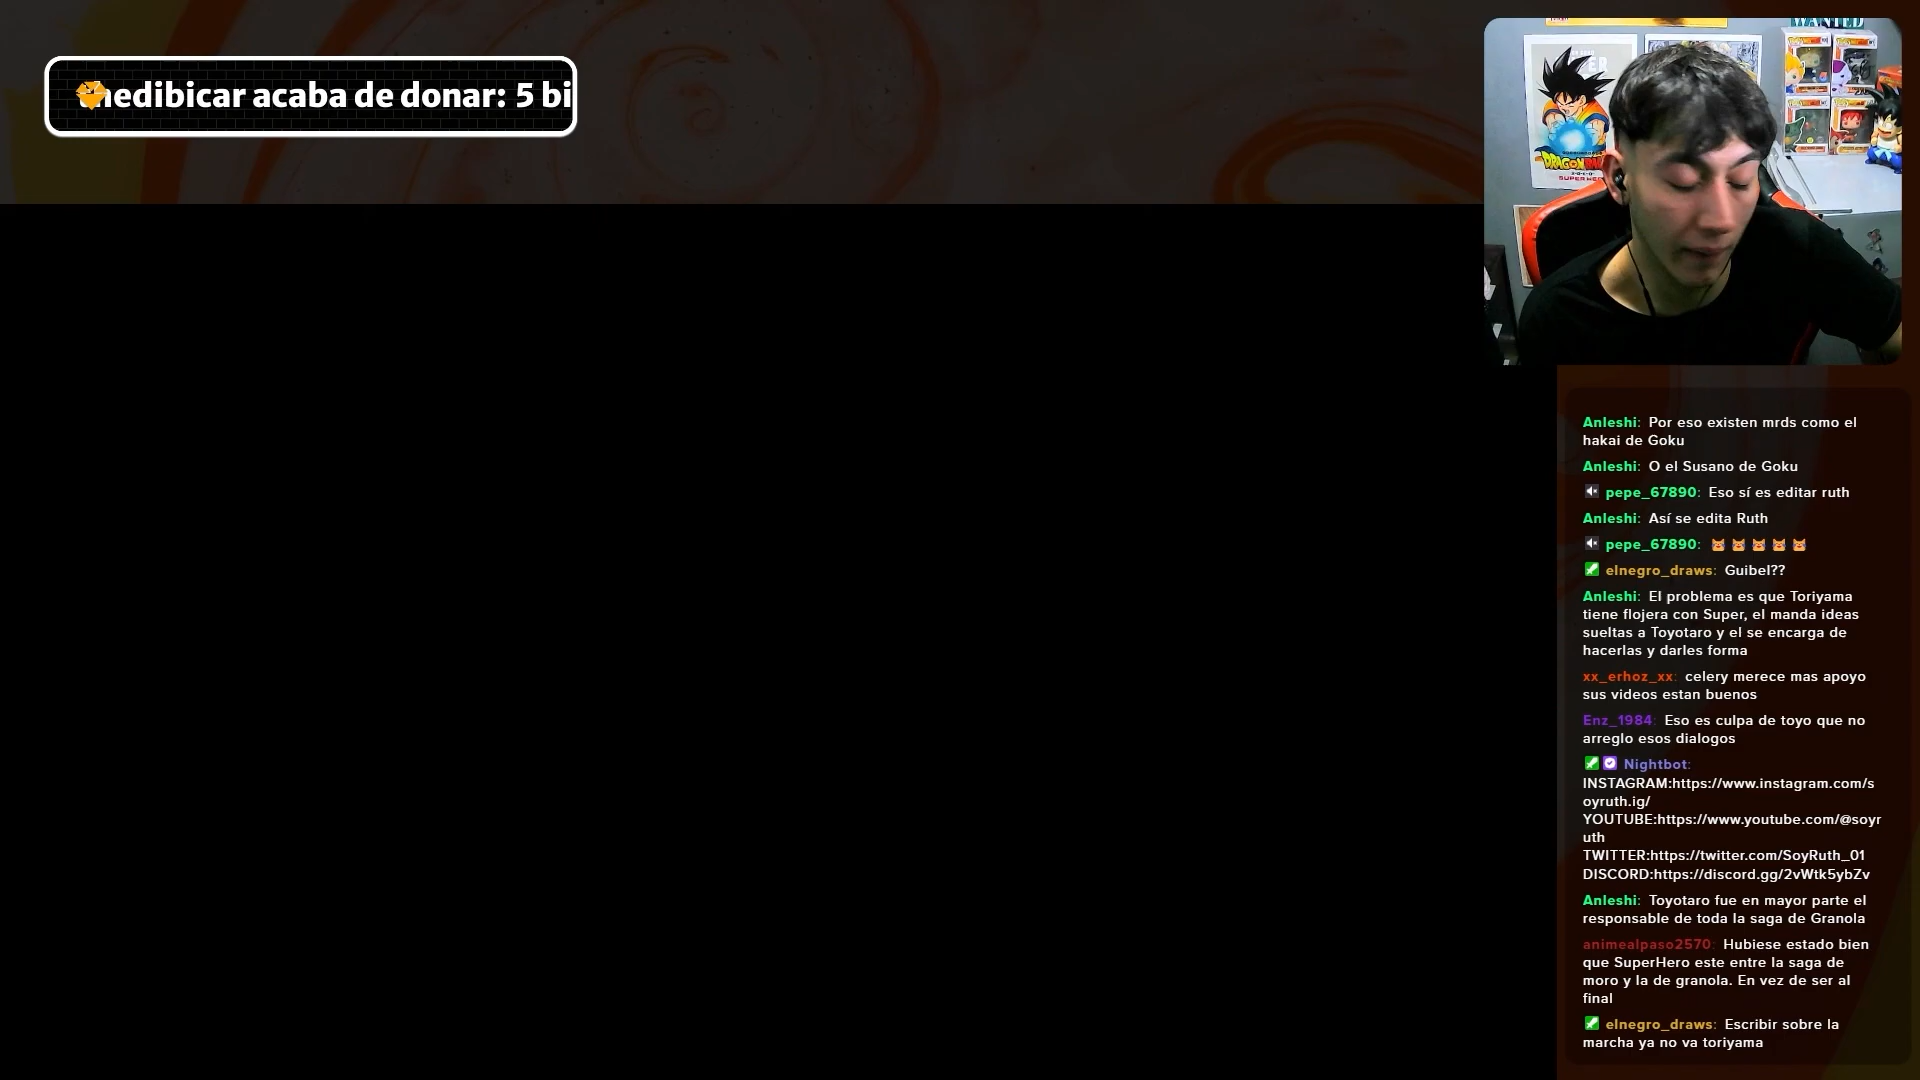 hedibicar acaba de donar: 5 bi
WANTED
ER
DRAGON BA
SUPER HE
Anleshi: Por eso existen mrds como el
hakai de Goku
Anleshi: O el Susano de Goku
pepe_67890: Eso sí es editar ruth
Anleshi: Así se edita Ruth
pepe_67890:
elnegro_draws: Guibel??
Anleshi: El problema es que Toriyama
tiene flojera con Super, el manda ideas
sueltas a Toyotaro y el se encarga de
hacerlas y darles forma
xx_erhoz_xx: celery merece mas apoyo
sus videos estan buenos
Enz_1984: Eso es culpa de toyo que no
arreglo esos dialogos
Nightbot:
INSTAGRAM:https://www.instagram.com/s
oyruth.ig/
YOUTUBE:https://www.youtube.com/@soyr
uth
TWITTER:https://twitter.com/SoyRuth_01
DISCORD:https://discord.gg/2vWtk5ybZv
Anleshi: Toyotaro fue en mayor parte el
responsable de toda la saga de Granola
animealpaso2570: Hubiese estado bien
que SuperHero este entre la saga de
moro y la de granola. En vez de ser al
final
elnegro_draws: Escribir sobre la
marcha ya no va toriyama